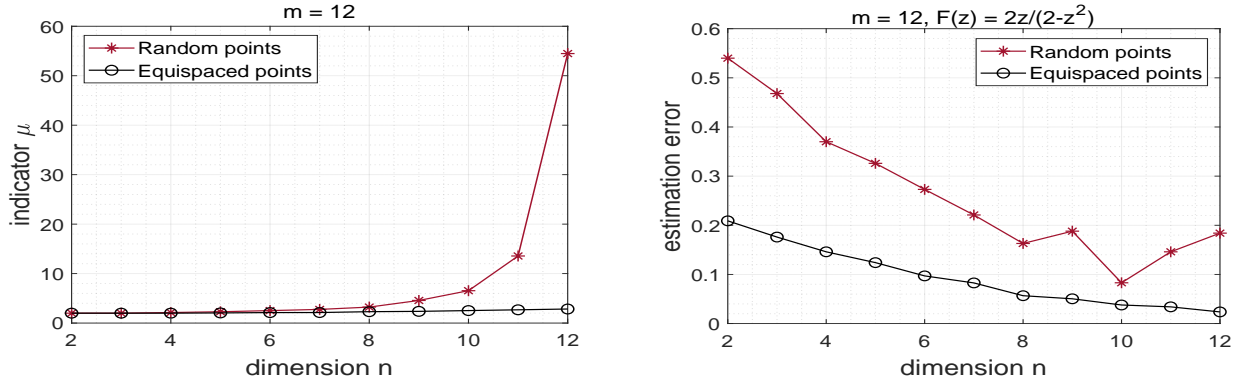 m = 12
Random points
Equispaced points
60
50
40
30
20
10
0
indicator μ
2
4
6
8
10
12
dimension n
m = 12, F(z) = 2z/(2-z²)
Random points
Equispaced points
0.6
0.5
0.4
0.3
0.2
0.1
0
estimation error
2
4
6
8
10
12
dimension n